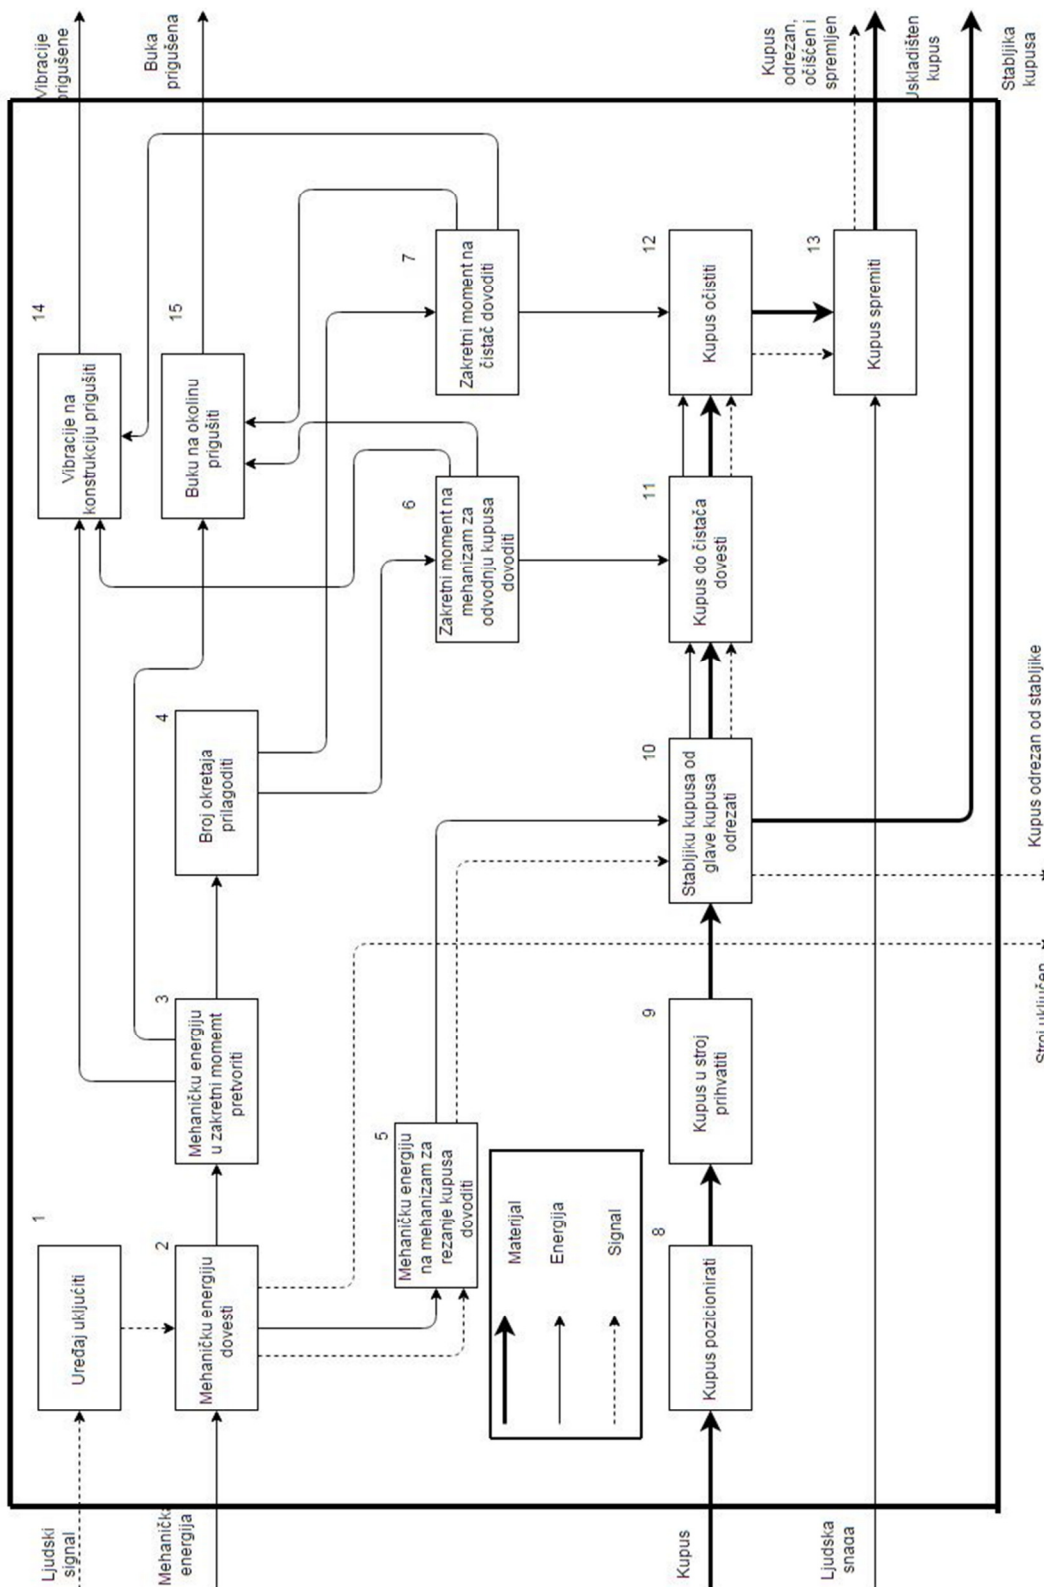 Ljudski
signal
Mehanička
energija
Kupus
Ljudska
snaga
1
Uređaj uključiti
2
Mehaničku energiju
dovesti
3
Mehaničku energiju
u zakretni momemt
pretvoriti
4
Broj okretaja
prilagoditi
5
Mehaničku energiju
na mehanizam za
rezanje kupusa
dovoditi
6
Zakretni moment na
mehanizam za
odvodnju kupusa
dovoditi
7
Zakretni moment na
čistač dovoditi
8
Kupus pozicionirati
9
Kupus u stroj
prihvatiti
10
Stabljiku kupusa od
glave kupusa
odrezati
11
Kupus do čistača
dovesti
12
Kupus očistiti
13
Kupus spremiti
14
Vibracije na
konstrukciju prigušiti
15
Buku na okolinu
prigušiti
Materijal
Energija
Signal
Vibracije
prigušene
Buka
prigušena
Kupus
odrezan,
očišćen i
spremljen
Uskladišten
kupus
Stabljika
kupusa
Stroj uključen
Kupus odrezan od stabljike